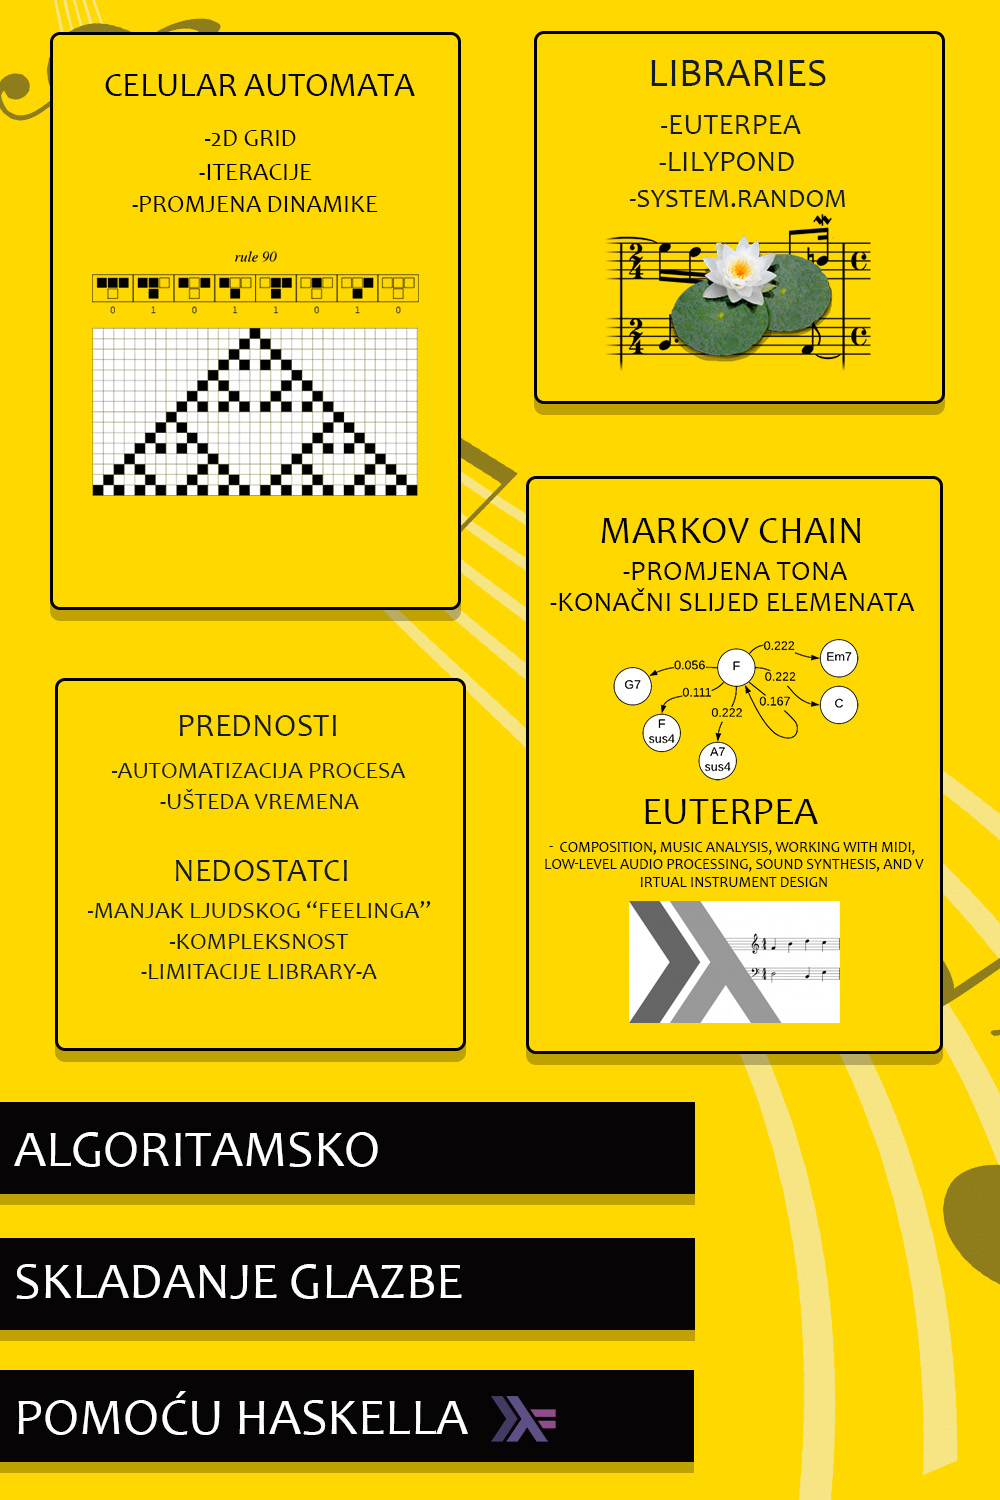 CELULAR AUTOMATA
-2D GRID
-ITERACIJE
-PROMJENA DINAMIKE
rule 90
0 1 0 1 1 0 1 0
LIBRARIES
-EUTERPEA
-LILYPOND
-SYSTEM.RANDOM
2 4
2 4
MARKOV CHAIN
-PROMJENA TONA
-KONAČNI SLIJED ELEMENATA
0.222
Em7
F
0.056
0.222
G7
0.111
0.167
C
0.222
F
sus4
A7
sus4
EUTERPEA
- COMPOSITION, MUSIC ANALYSIS, WORKING WITH MIDI,
LOW-LEVEL AUDIO PROCESSING, SOUND SYNTHESIS, AND V
IRTUAL INSTRUMENT DESIGN
PREDNOSTI
-AUTOMATIZACIJA PROCESA
-UŠTEDA VREMENA
NEDOSTATCI
-MANJAK LJUDSKOG “FEELINGA”
-KOMPLEKSNOST
-LIMITACIJE LIBRARY-A
ALGORITAMSKO
SKLADANJE GLAZBE
POMOĆU HASKELLA